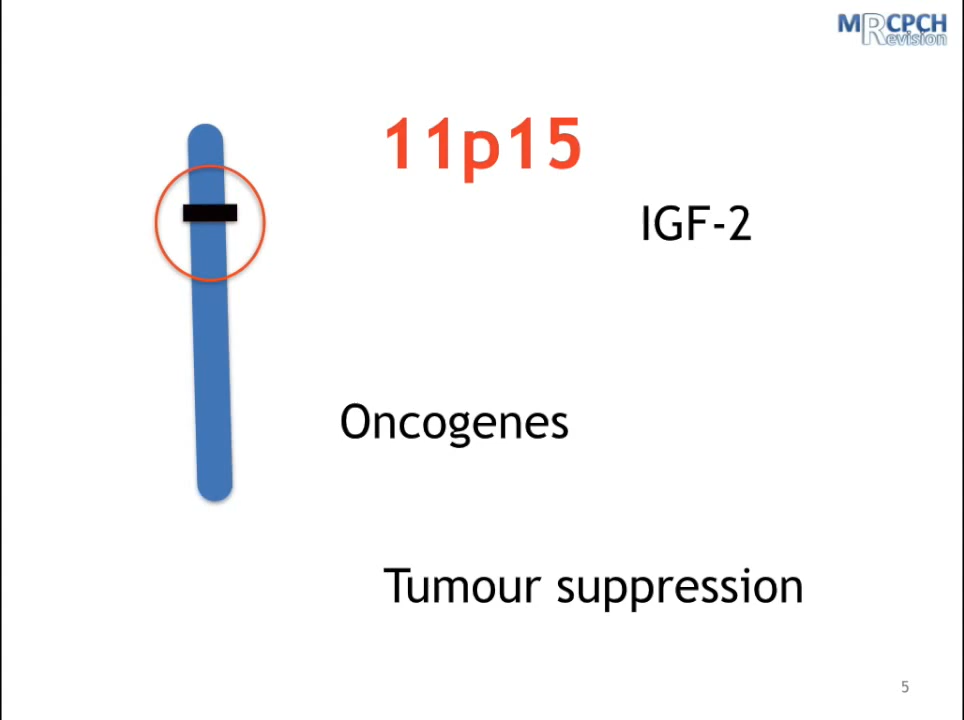 MRCPCH
Revision
11p15
IGF-2
Oncogenes
Tumour suppression
5